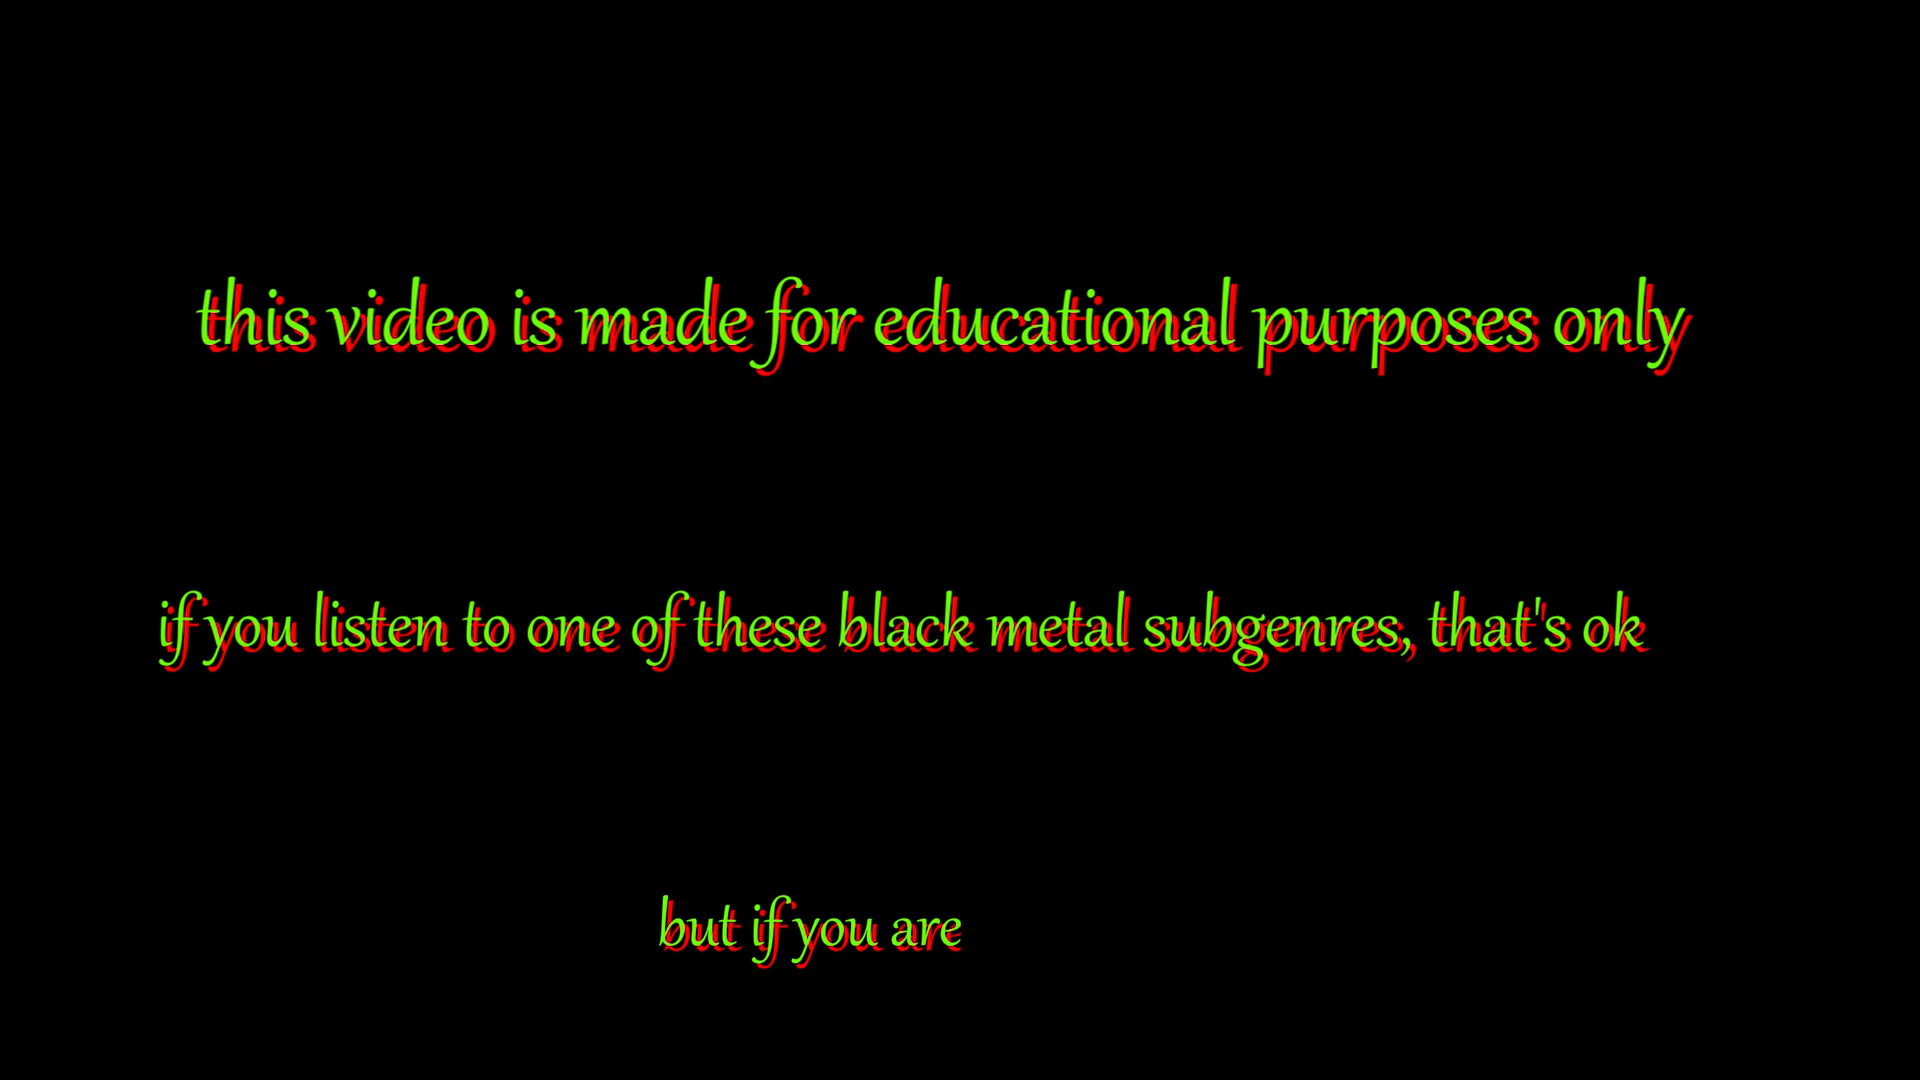 this video is made for educational purposes only
if you listen to one of these black metal subgenres, that's ok
but if you are